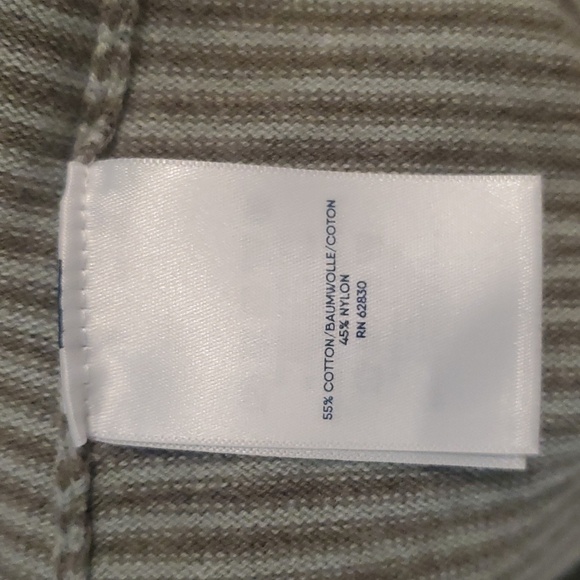 55% COTTON/BAUMWOLLE/COTON
45% NYLON
RN 62830